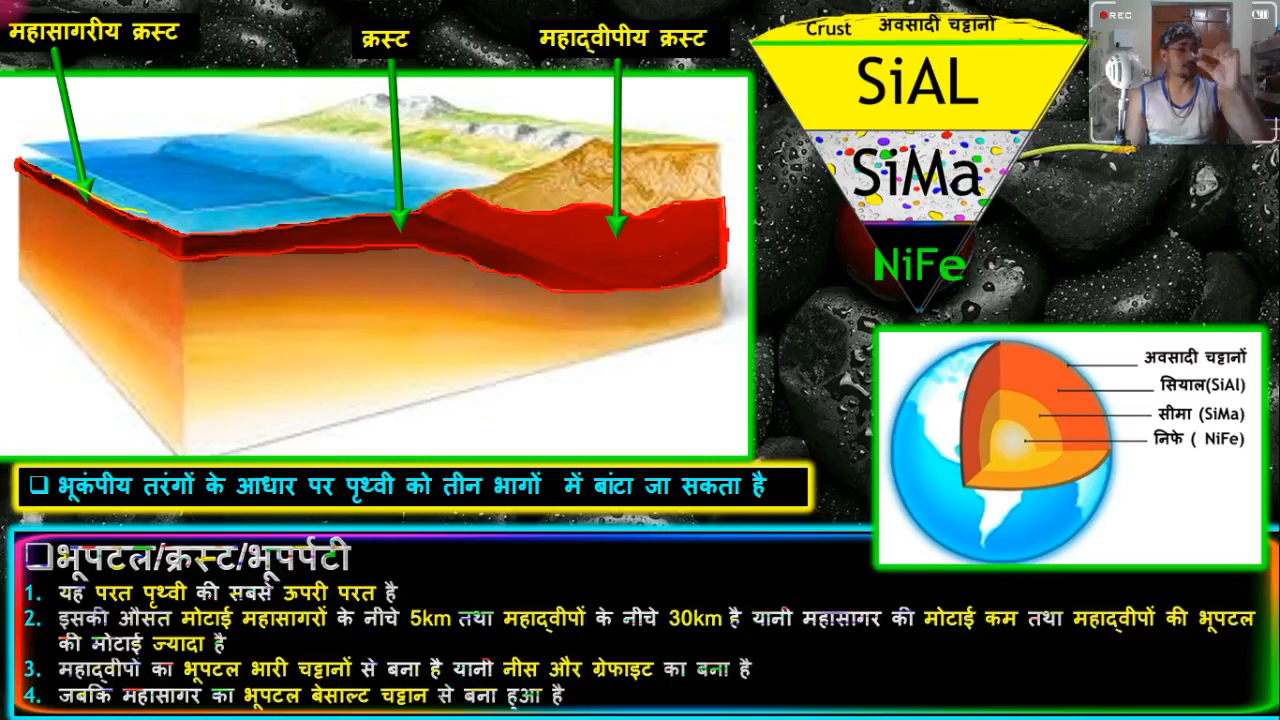 महासागरीय क्रस्ट
क्रस्ट
महाद्वीपीय क्रस्ट
Crust अवसादी चट्टानों
SiAL
SiMa
NiFe
REC
अवसादी चट्टानों
सियाल(SiAl)
सीमा (SiMa)
निफे ( NiFe)
❑ भूकंपीय तरंगों के आधार पर पृथ्वी को तीन भागों में बांटा जा सकता है
❑भूपटल/क्रस्ट/भूपर्पटी
1. यह परत पृथ्वी की सबसे ऊपरी परत है
2. इसकी औसत मोटाई महासागरों के नीचे 5km तथा महाद्वीपों के नीचे 30km है यानी महासागर की मोटाई कम तथा महाद्वीपों की भूपटल
की मोटाई ज्यादा है
3. महाद्वीपों का भूपटल भारी चट्टानों से बना है यानी नीस और ग्रेफाइट का बना है
4. जबकि महासागर का भूपटल बेसाल्ट चट्टान से बना हुआ है